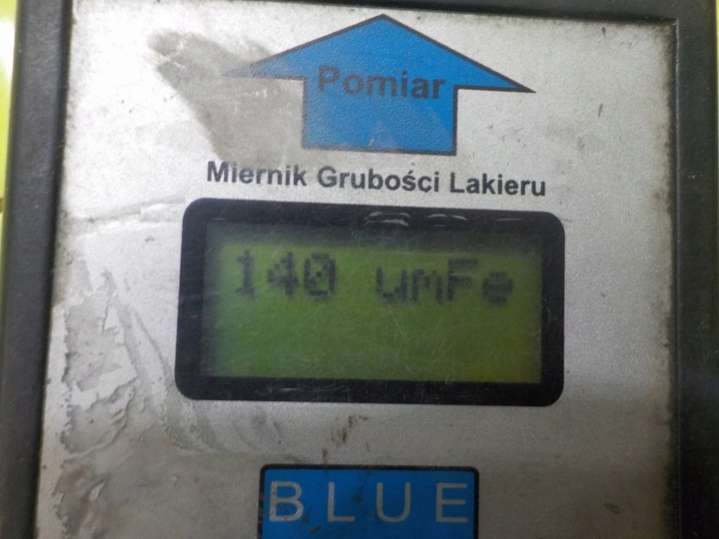 Pomiar
Miernik Grubości Lakieru
140 umFe
BLUE